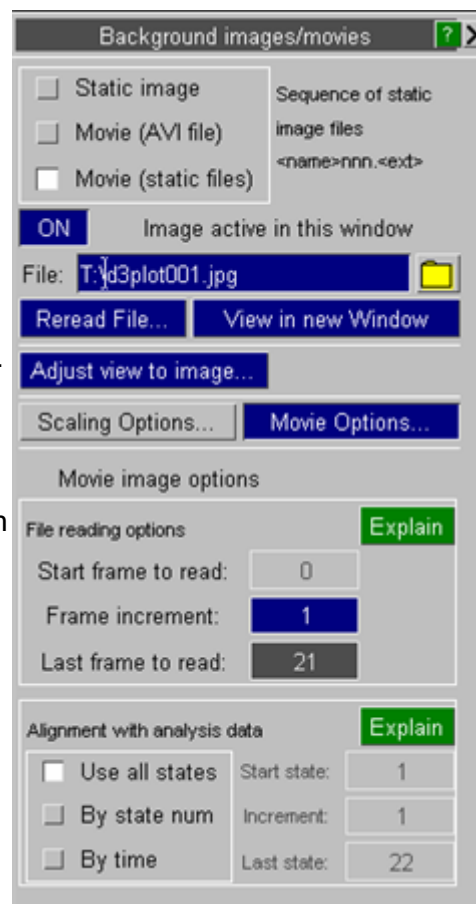 Background images/movies ? X
Static image
Movie (AVI file)
Movie (static files)
Sequence of static
image files
<name>nnn.<ext>
ON Image active in this window
File: T:\d3plot001.jpg
Reread File... View in new Window
Adjust view to image...
Scaling Options... Movie Options...
Movie image options
File reading options Explain
Start frame to read: 0
Frame increment: 1
Last frame to read: 21
Alignment with analysis data Explain
Use all states Start state: 1
By state num Increment: 1
By time Last state: 22